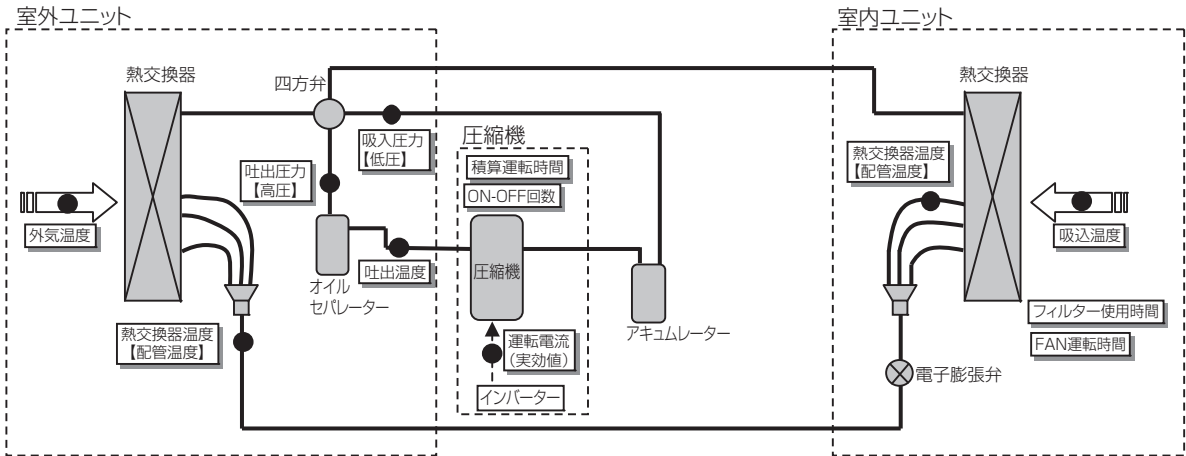 室外ユニット
熱交換器
外気温度
熱交換器温度
【配管温度】
四方弁
吐出圧力
【高圧】
吸入圧力
【低圧】
オイル
セパレーター
吐出温度
圧縮機
積算運転時間
ON-OFF回数
圧縮機
運転電流
(実効値)
インバーター
アキュムレーター
室内ユニット
熱交換器
熱交換器温度
【配管温度】
吸込温度
フィルター使用時間
FAN運転時間
電子膨張弁